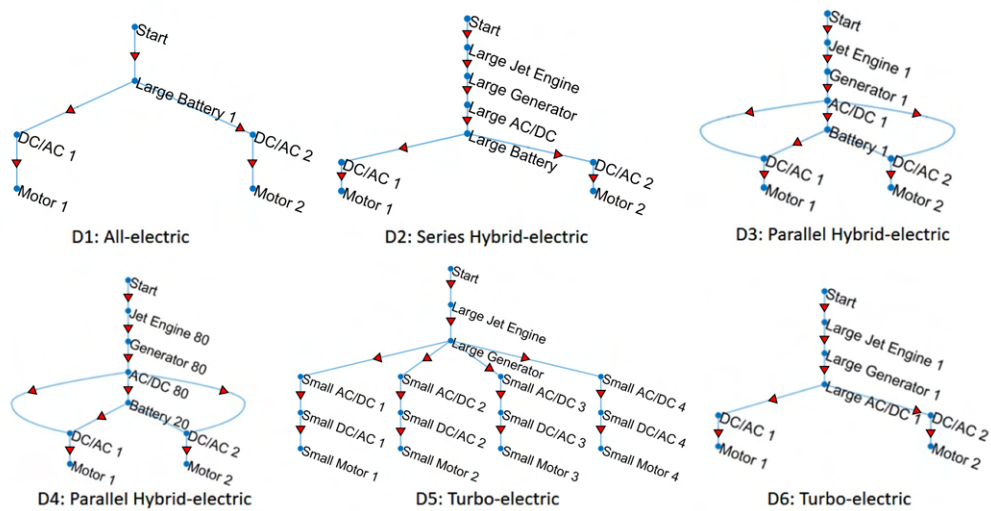 Start
Large Battery 1
DC/AC 1
DC/AC 2
Motor 1
Motor 2
D1: All-electric
Start
Large Jet Engine
Large Generator
Large AC/DC
Large Battery
DC/AC 1
DC/AC 2
Motor 1
Motor 2
D2: Series Hybrid-electric
Start
Jet Engine 1
Generator 1
AC/DC 1
Battery 1
DC/AC 1
DC/AC 2
Motor 1
Motor 2
D3: Parallel Hybrid-electric
Start
Jet Engine 80
Generator 80
AC/DC 80
Battery 20
DC/AC 1
DC/AC 2
Motor 1
Motor 2
D4: Parallel Hybrid-electric
Start
Large Jet Engine
Large Generator
Small AC/DC 1
Small AC/DC 2
Small AC/DC 3
Small AC/DC 4
Small DC/AC 1
Small DC/AC 2
Small DC/AC 3
Small DC/AC 4
Small Motor 1
Small Motor 2
Small Motor 3
Small Motor 4
D5: Turbo-electric
Start
Large Jet Engine 1
Large Generator 1
Large AC/DC 1
DC/AC 1
DC/AC 2
Motor 1
Motor 2
D6: Turbo-electric